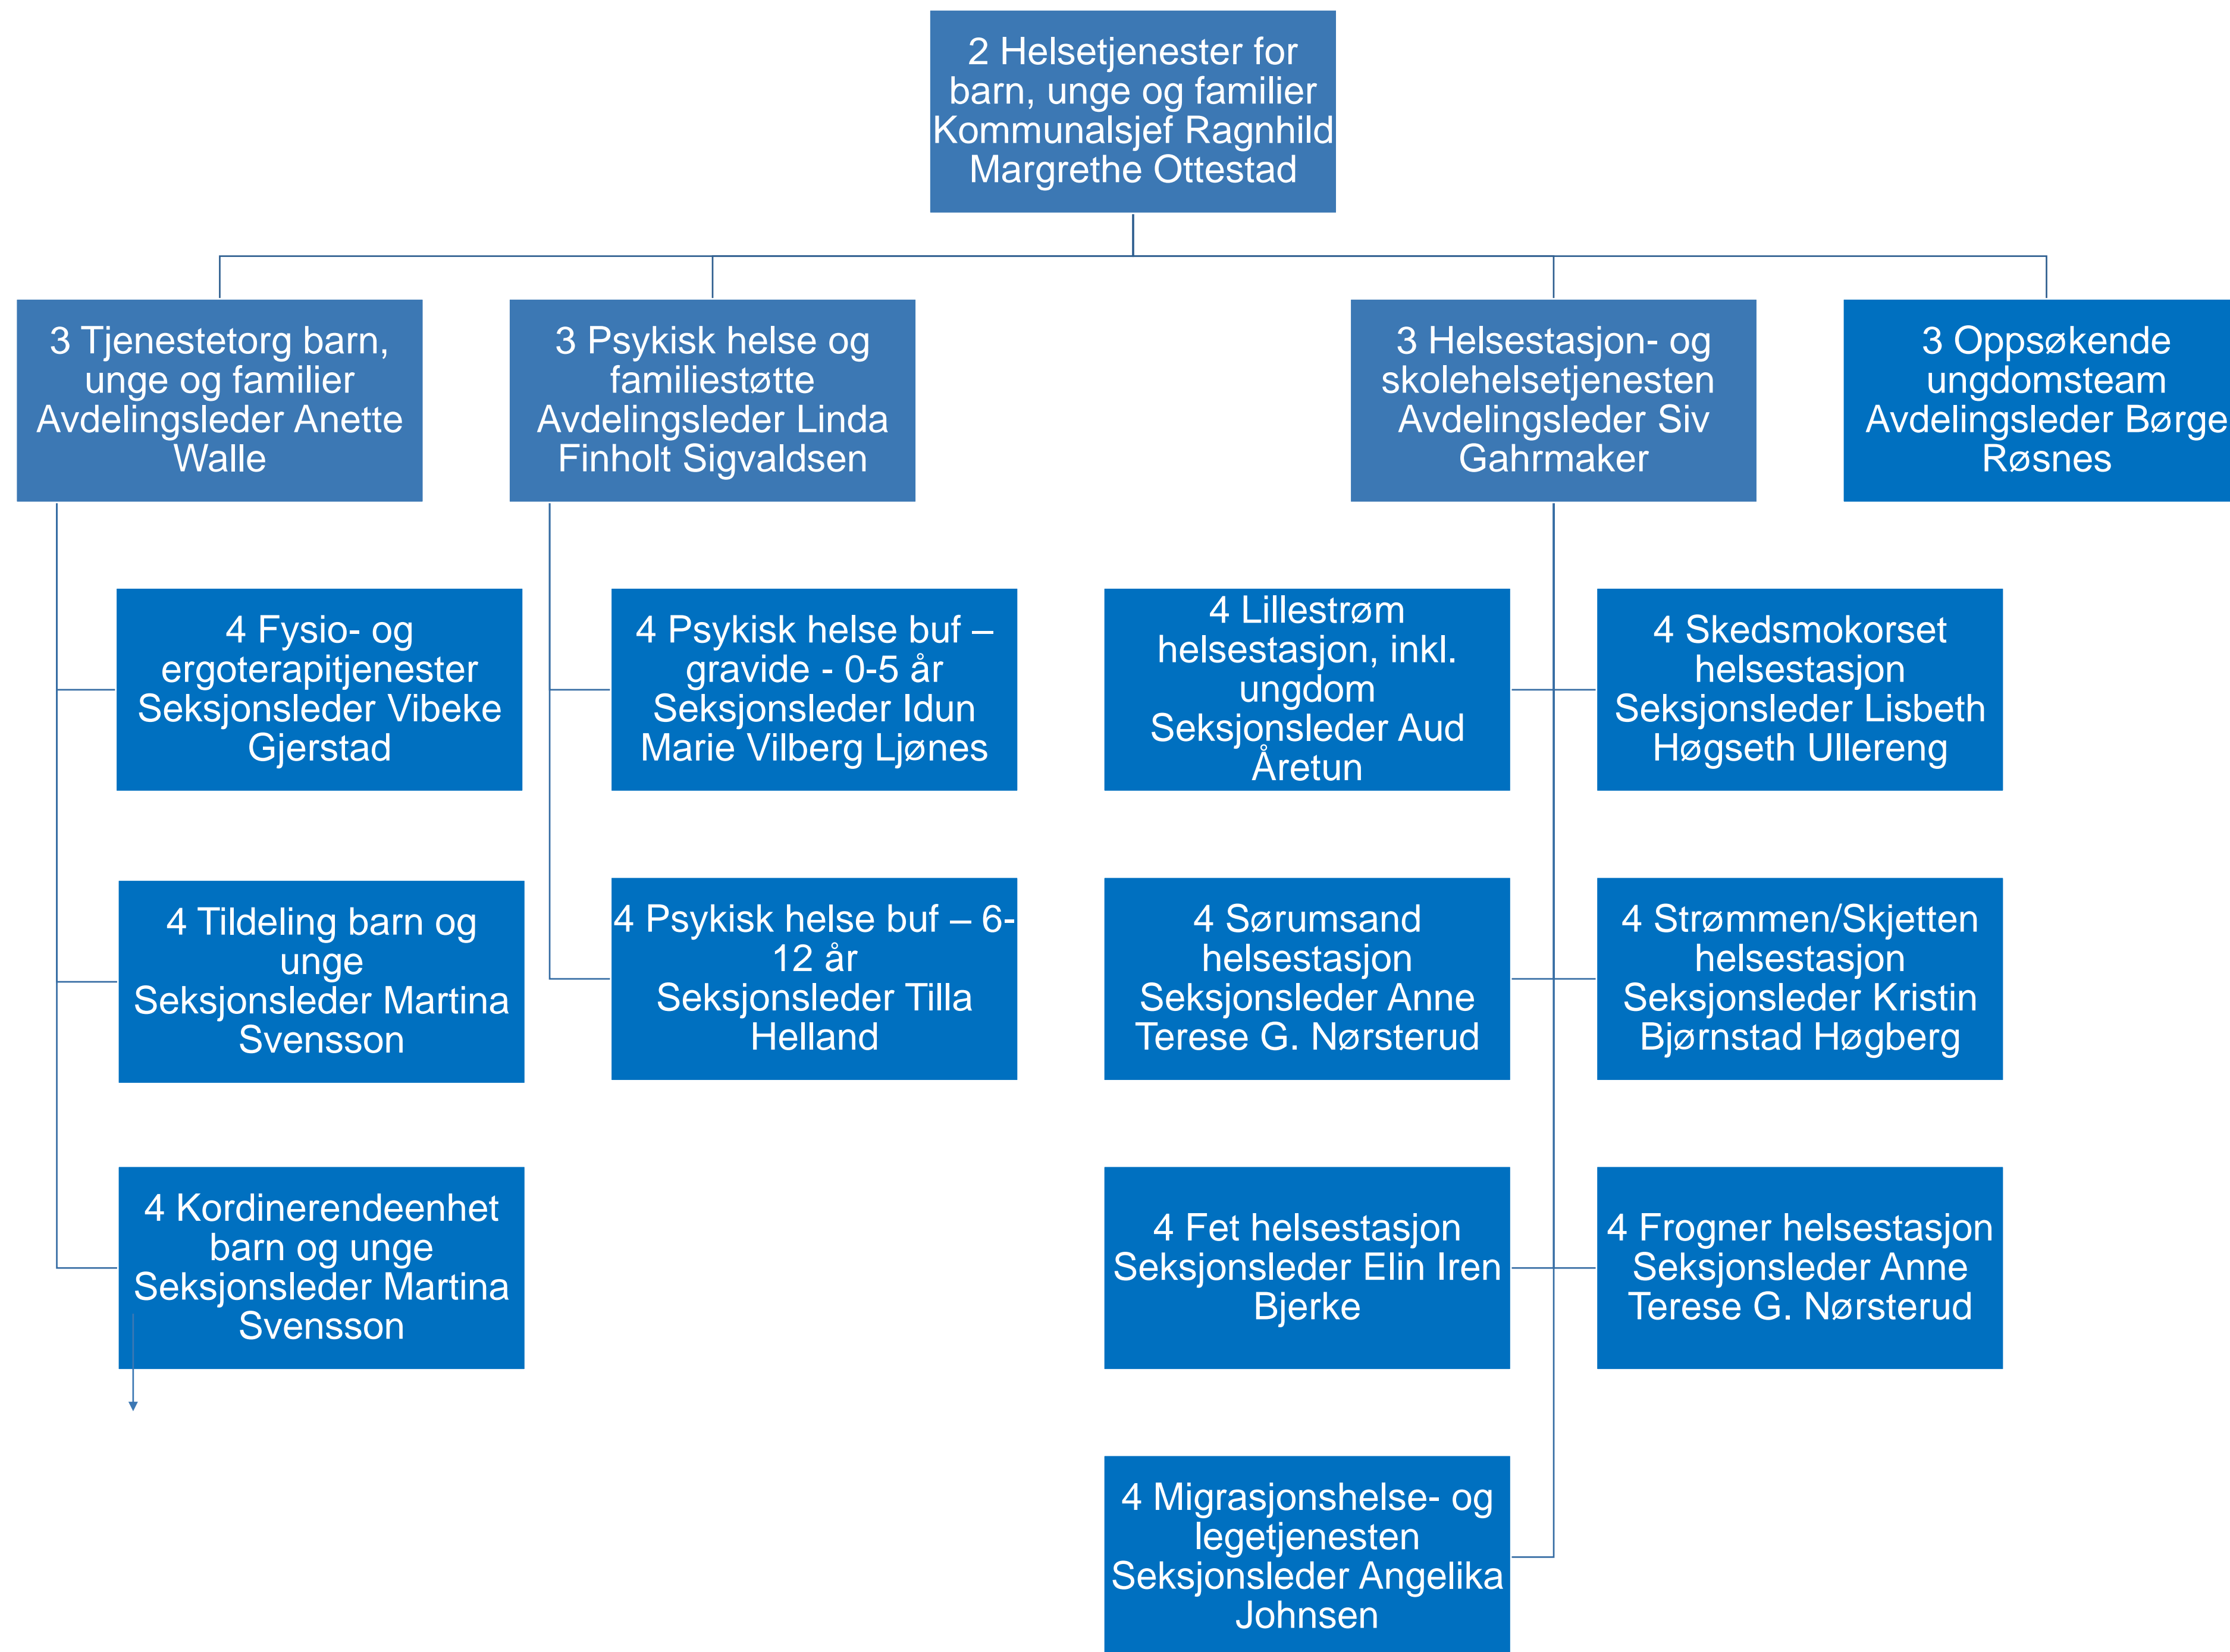 2 Helsetjenester for
barn, unge og familier
Kommunalsjef Ragnhild
Margrethe Ottestad
3 Tjenestetorg barn,
unge og familier
Avdelingsleder Anette
Walle
3 Psykisk helse og
familiestøtte
Avdelingsleder Linda
Finholt Sigvaldsen
3 Helsestasjon- og
skolehelsetjenesten
Avdelingsleder Siv
Gahrmaker
3 Oppsøkende
ungdomsteam
Avdelingsleder Børge
Røsnes
4 Fysio- og
ergoterapitjenester
Seksjonsleder Vibeke
Gjerstad
4 Psykisk helse buf –
gravide - 0-5 år
Seksjonsleder Idun
Marie Vilberg Ljønes
4 Lillestrøm
helsestasjon, inkl.
ungdom
Seksjonsleder Aud
Åretun
4 Skedsmokorset
helsestasjon
Seksjonsleder Lisbeth
Høgseth Ullereng
4 Tildeling barn og
unge
Seksjonsleder Martina
Svensson
4 Psykisk helse buf – 6-
12 år
Seksjonsleder Tilla
Helland
4 Sørumsand
helsestasjon
Seksjonsleder Anne
Terese G. Nørsterud
4 Strømmen/Skjetten
helsestasjon
Seksjonsleder Kristin
Bjørnstad Høgberg
4 Kordinerendeenhet
barn og unge
Seksjonsleder Martina
Svensson
4 Fet helsestasjon
Seksjonsleder Elin Iren
Bjerke
4 Frogner helsestasjon
Seksjonsleder Anne
Terese G. Nørsterud
4 Migrasjonshelse- og
legetjenesten
Seksjonsleder Angelika
Johnsen